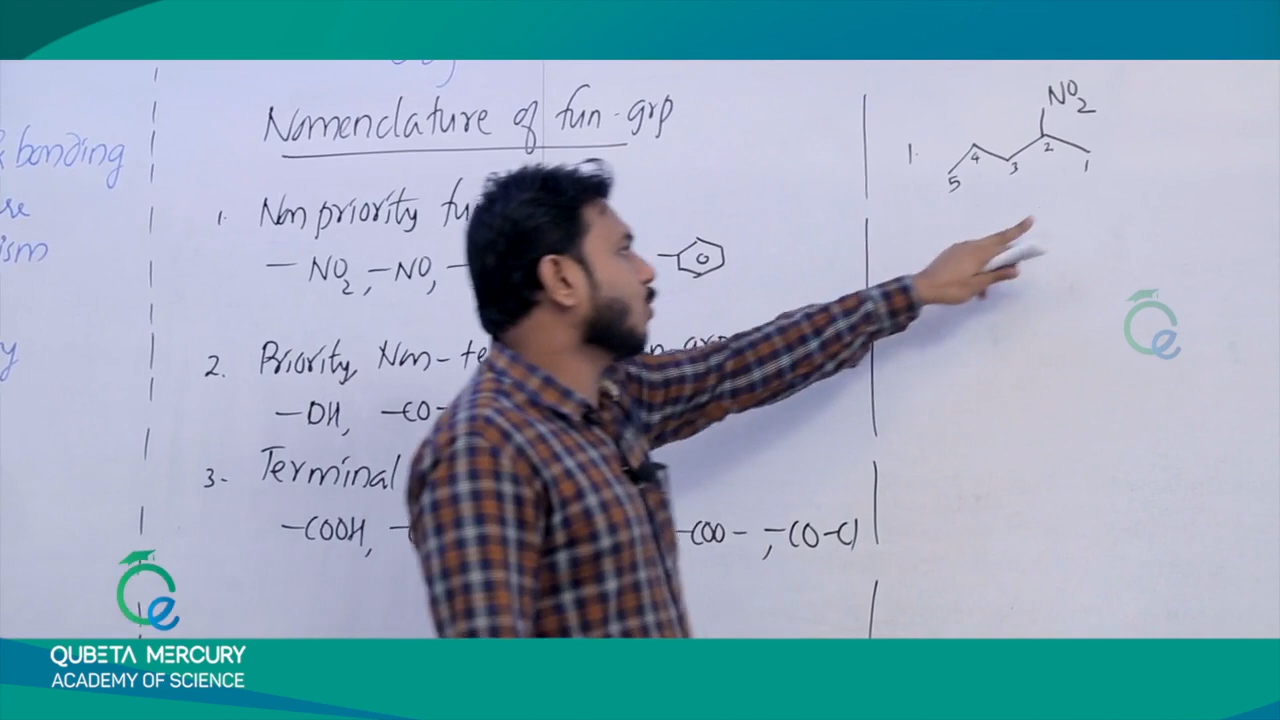 & bonding
ism
y
Nomenclature of fun-grp
1. Non priority fu
— NO2, —NO, —
2. Priority, Non-te n grp
—OH, —CO-
3- Terminal
—COOH, — —COO— , —CO-Cl
1.
NO2
5 4 3 2 1
e
e
QUBETA MERCURY
ACADEMY OF SCIENCE